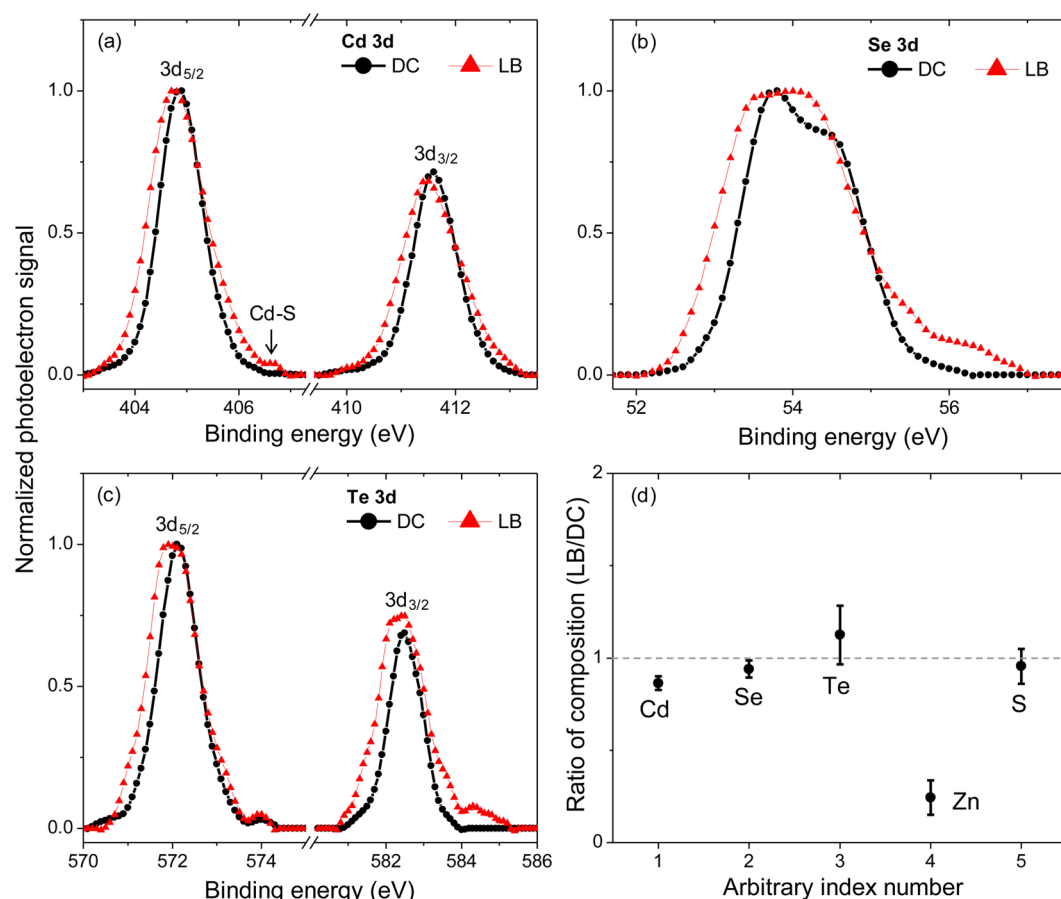 Normalized photoelectron signal
(a)
Cd 3d
DC LB
3d5/2
3d3/2
Cd-S
1.0
0.5
0.0
404 406 410 412
Binding energy (eV)
(b)
Se 3d
DC LB
1.0
0.5
0.0
52 54 56
Binding energy (eV)
(c)
Te 3d
DC LB
3d5/2
3d3/2
1.0
0.5
0.0
570 572 574 582 584 586
Binding energy (eV)
(d)
Ratio of composition (LB/DC)
2
1
0
Cd
Se
Te
Zn
S
1 2 3 4 5
Arbitrary index number